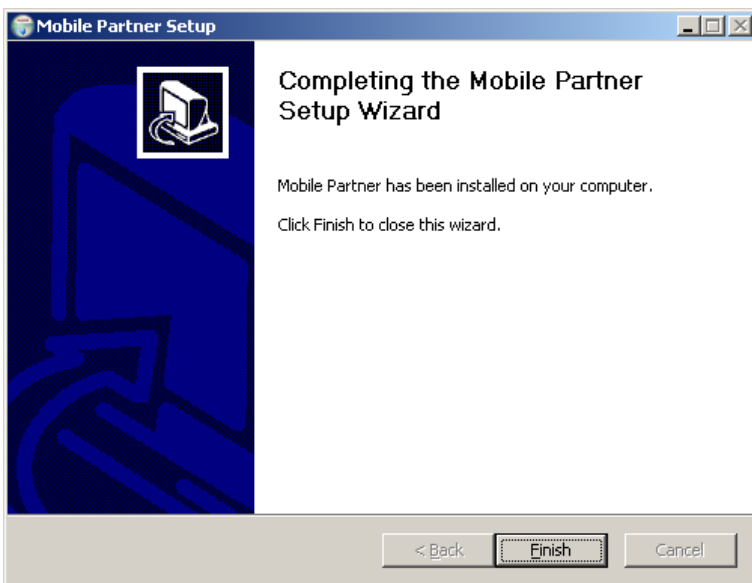 Mobile Partner Setup
Completing the Mobile Partner
Setup Wizard
Mobile Partner has been installed on your computer.
Click Finish to close this wizard.
< Back
Finish
Cancel